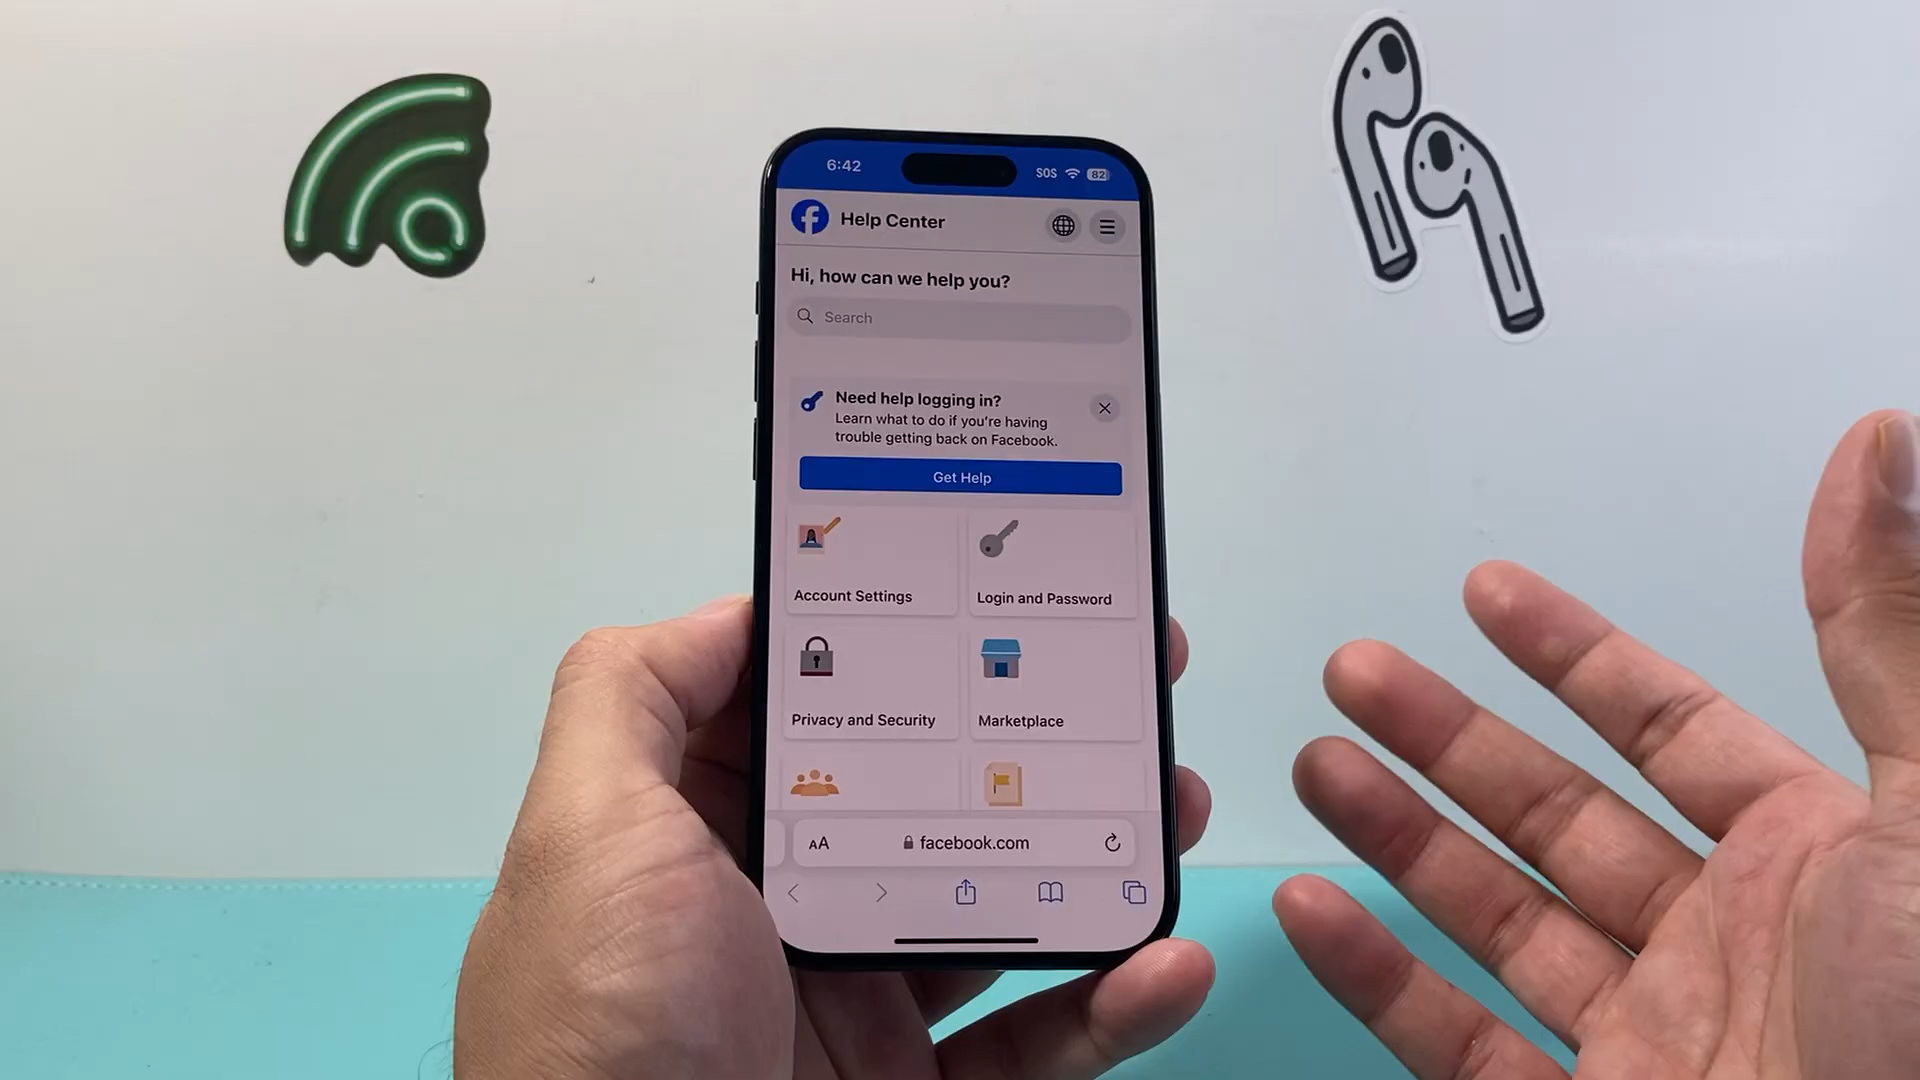 6:42
SOS
82
Help Center
Hi, how can we help you?
Search
Need help logging in?
Learn what to do if you're having
trouble getting back on Facebook.
Get Help
Account Settings
Login and Password
Privacy and Security
Marketplace
AA
facebook.com